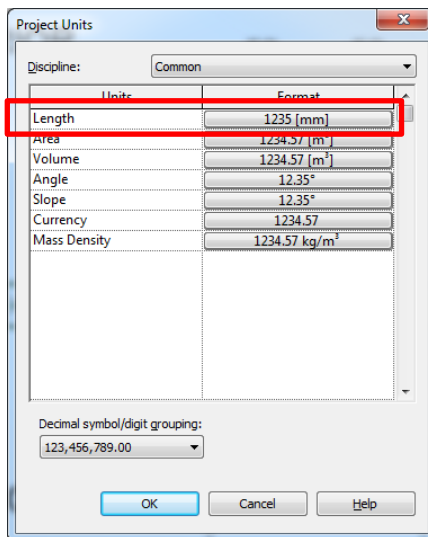 Project Units
Discipline: Common
Units Format
Length 1235 [mm]
Area 1234.57 [m²]
Volume 1234.57 [m³]
Angle 12.35°
Slope 12.35°
Currency 1234.57
Mass Density 1234.57 kg/m³
Decimal symbol/digit grouping:
123,456,789.00
OK Cancel Help